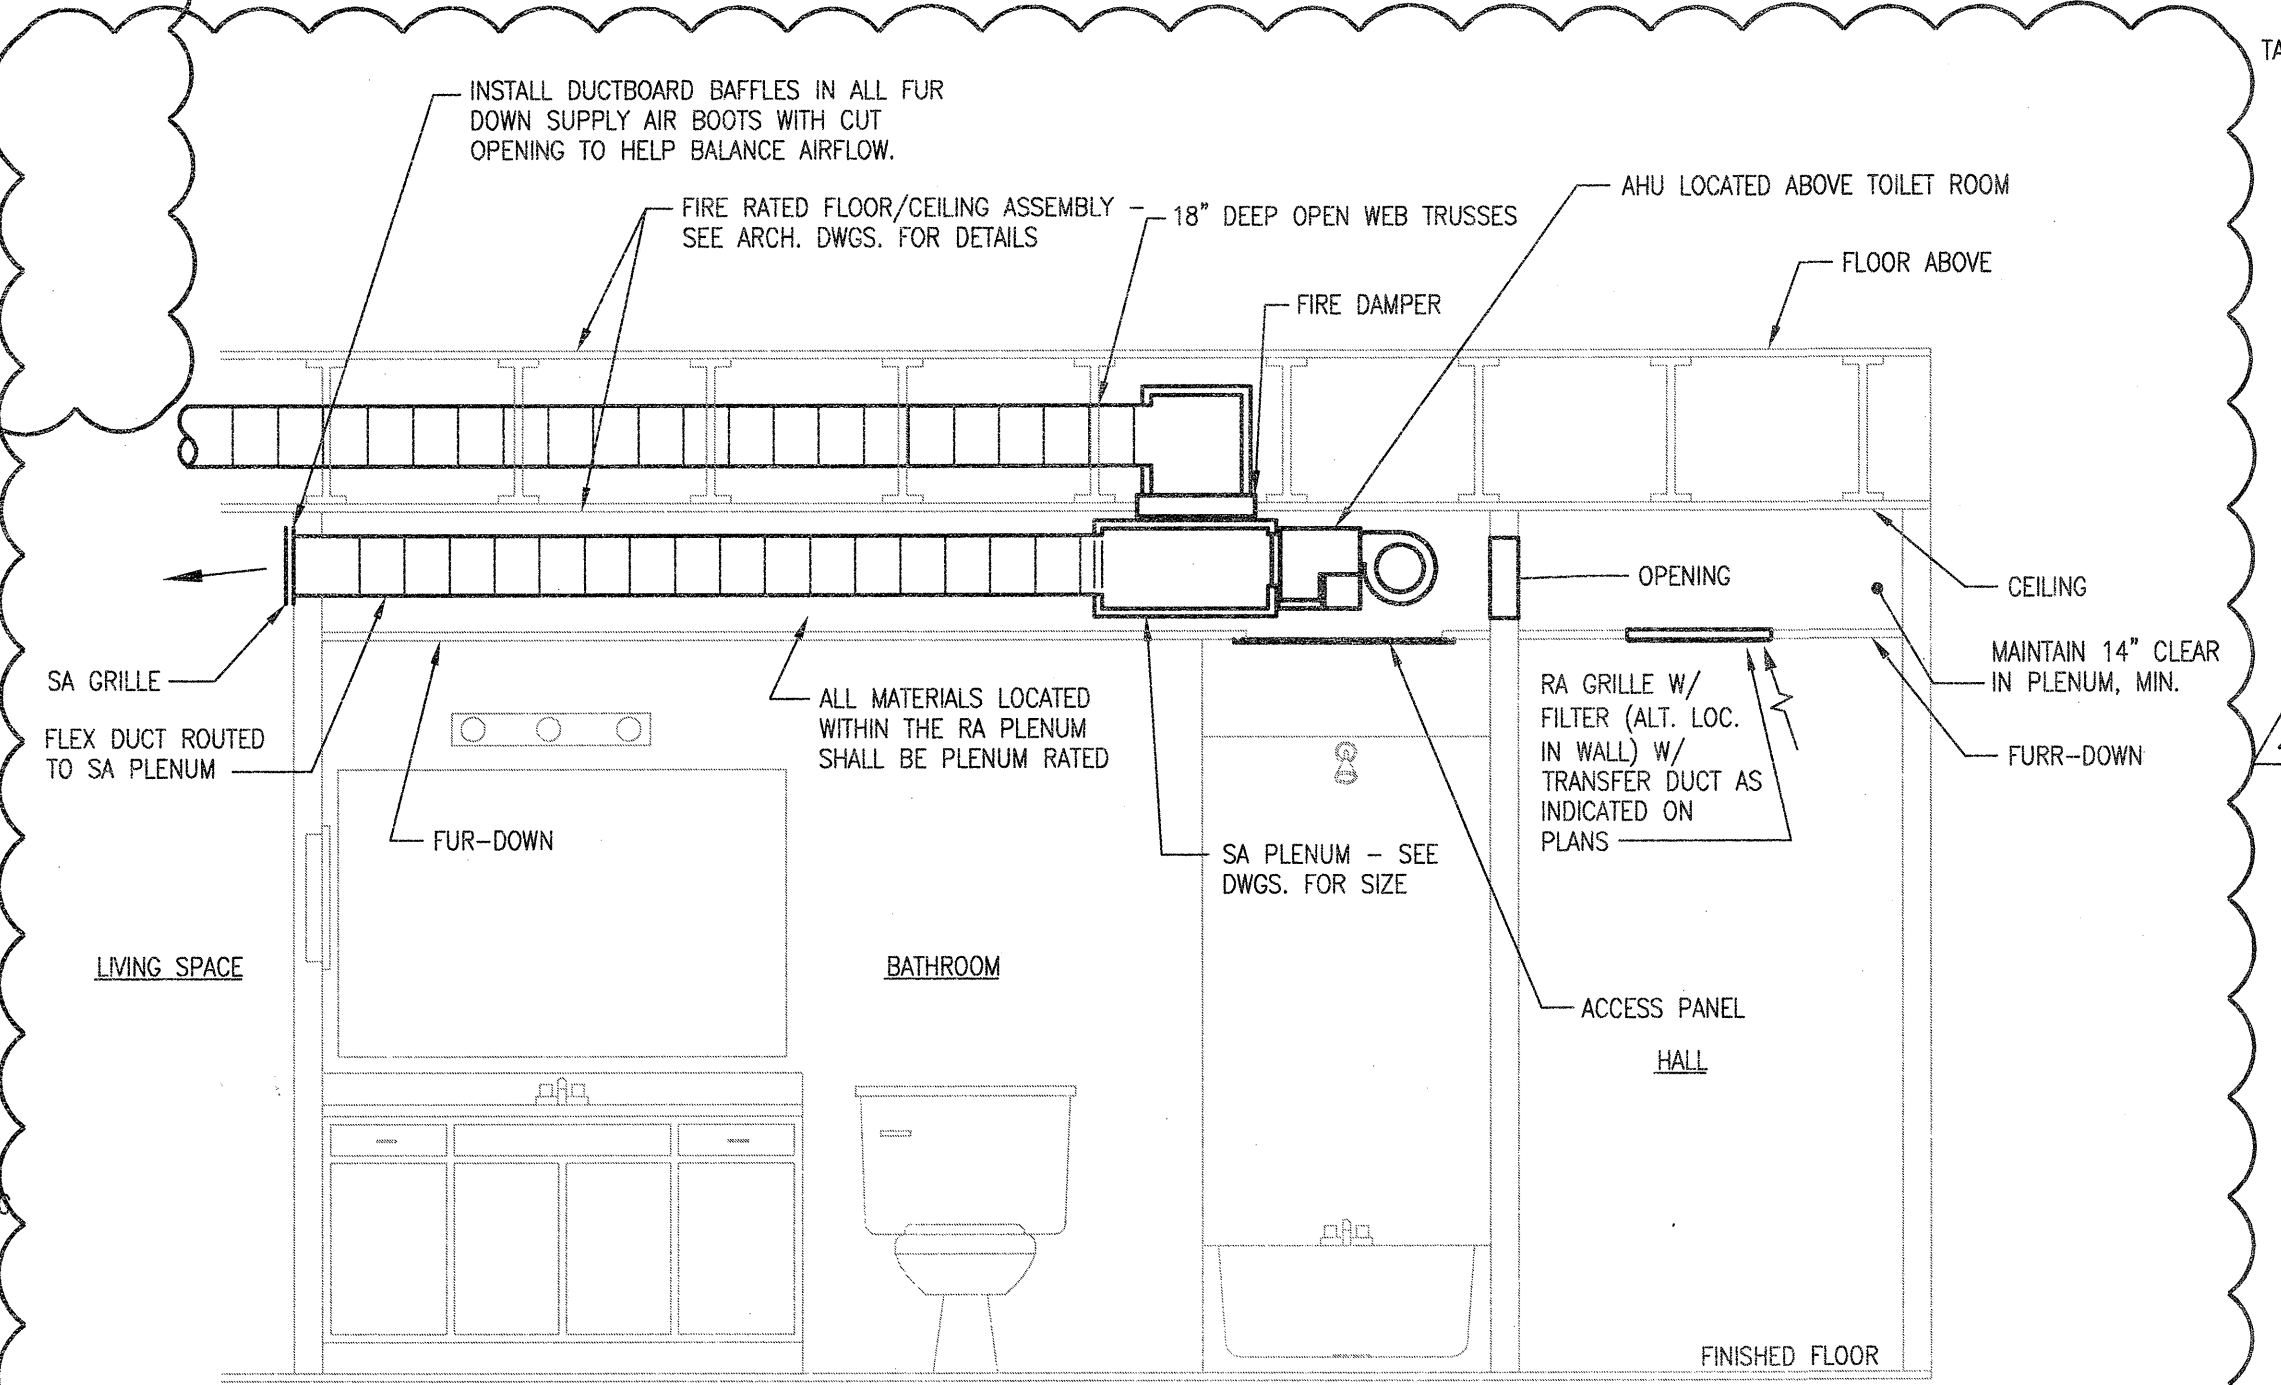 TA
INSTALL DUCTBOARD BAFFLES IN ALL FUR
DOWN SUPPLY AIR BOOTS WITH CUT
OPENING TO HELP BALANCE AIRFLOW.
FIRE RATED FLOOR/CEILING ASSEMBLY -
SEE ARCH. DWGS. FOR DETAILS
18" DEEP OPEN WEB TRUSSES
AHU LOCATED ABOVE TOILET ROOM
FLOOR ABOVE
FIRE DAMPER
OPENING
CEILING
MAINTAIN 14" CLEAR
IN PLENUM, MIN.
SA GRILLE
FLEX DUCT ROUTED
TO SA PLENUM
ALL MATERIALS LOCATED
WITHIN THE RA PLENUM
SHALL BE PLENUM RATED
RA GRILLE W/
FILTER (ALT. LOC.
IN WALL) W/
TRANSFER DUCT AS
INDICATED ON
PLANS
FURR-DOWN
FUR-DOWN
SA PLENUM - SEE
DWGS. FOR SIZE
LIVING SPACE
BATHROOM
ACCESS PANEL
HALL
FINISHED FLOOR